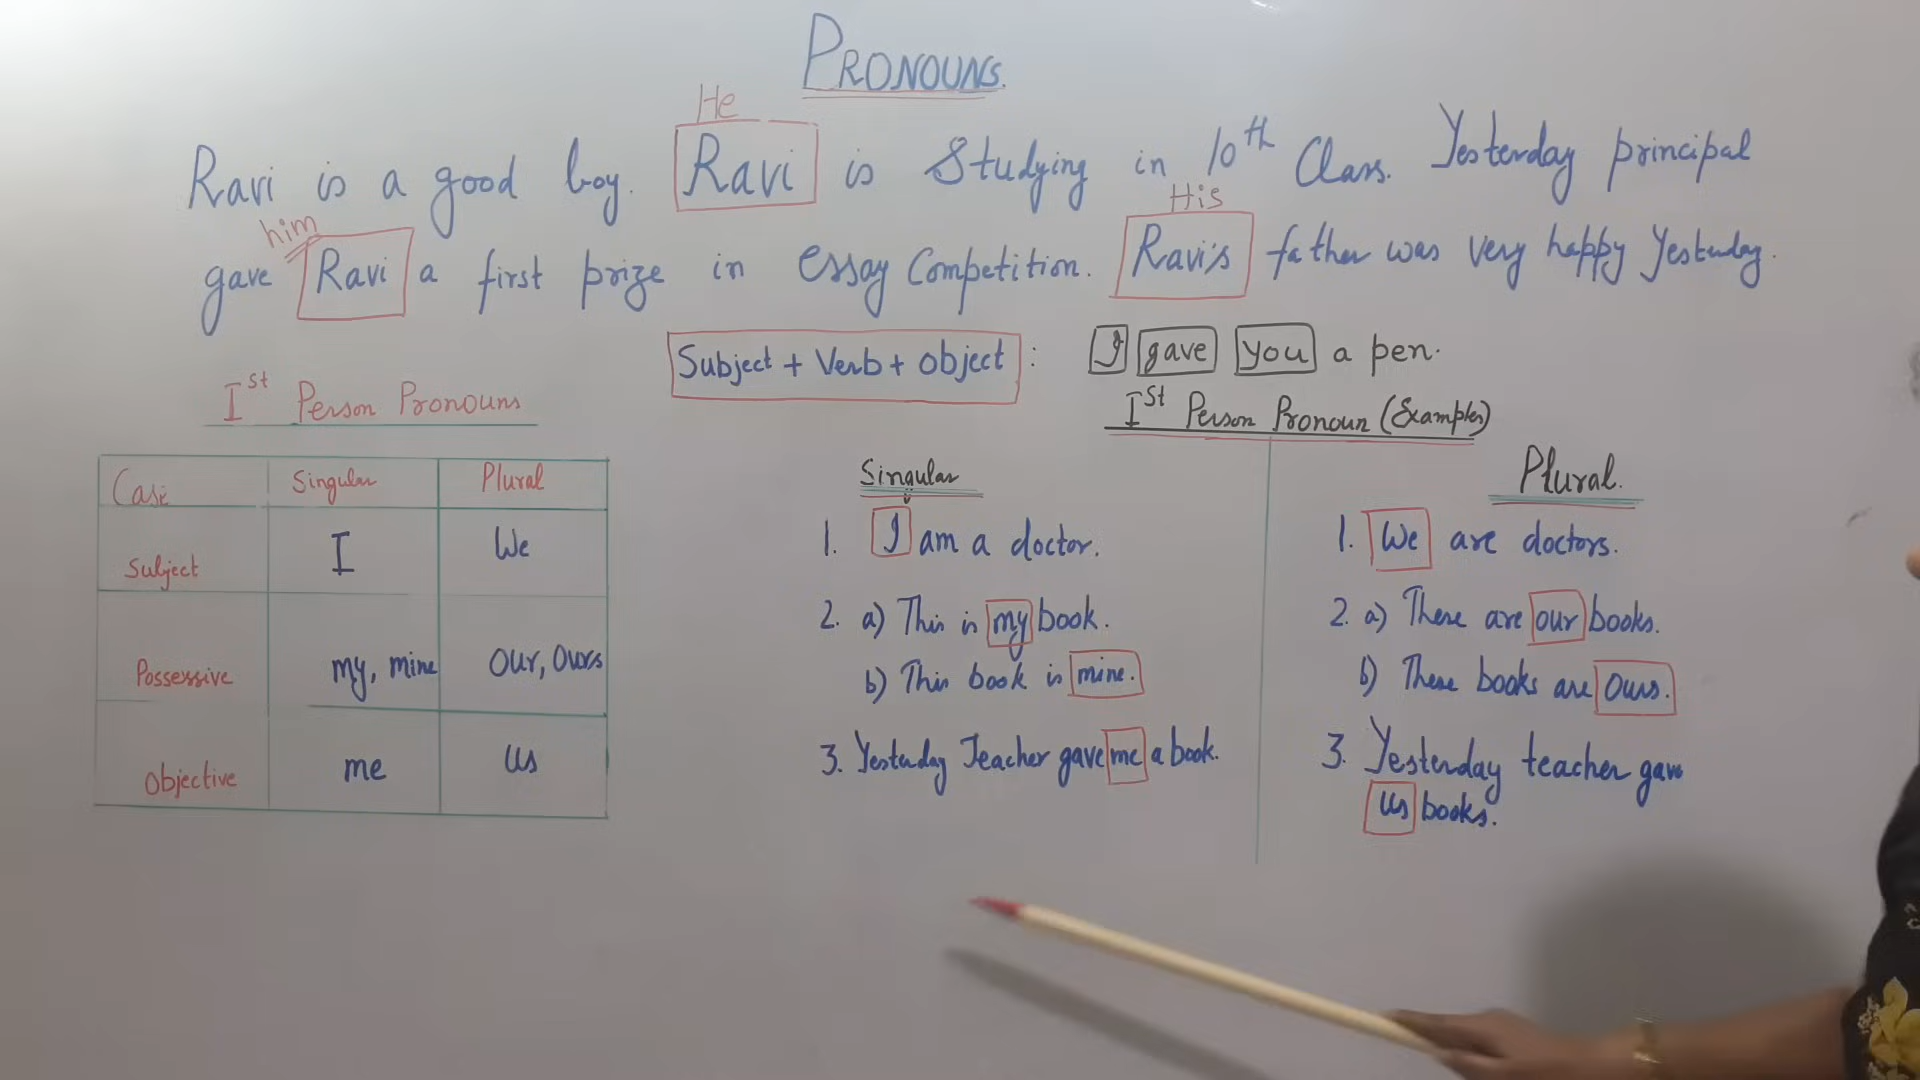 PRONOUNS.
He
Ravi is a good boy. Ravi is Studying in 10th Class. Yesterday principal
him His
gave Ravi a first prize in essay Competition. Ravi's father was very happy Yesterday.
Subject + Verb + object : I gave you a pen.
Ist Person Pronouns
Ist Person Pronoun (Examples)
Case Singular Plural
Subject I We
Possessive my, mine Our, Ours
Objective me us
Singular
1. I am a doctor.
2. a) This is my book.
b) This book is mine.
3. Yesterday Teacher gave me a book.
Plural.
1. We are doctors.
2. a) These are our books.
b) These books are Ours.
3. Yesterday teacher gave
us books.